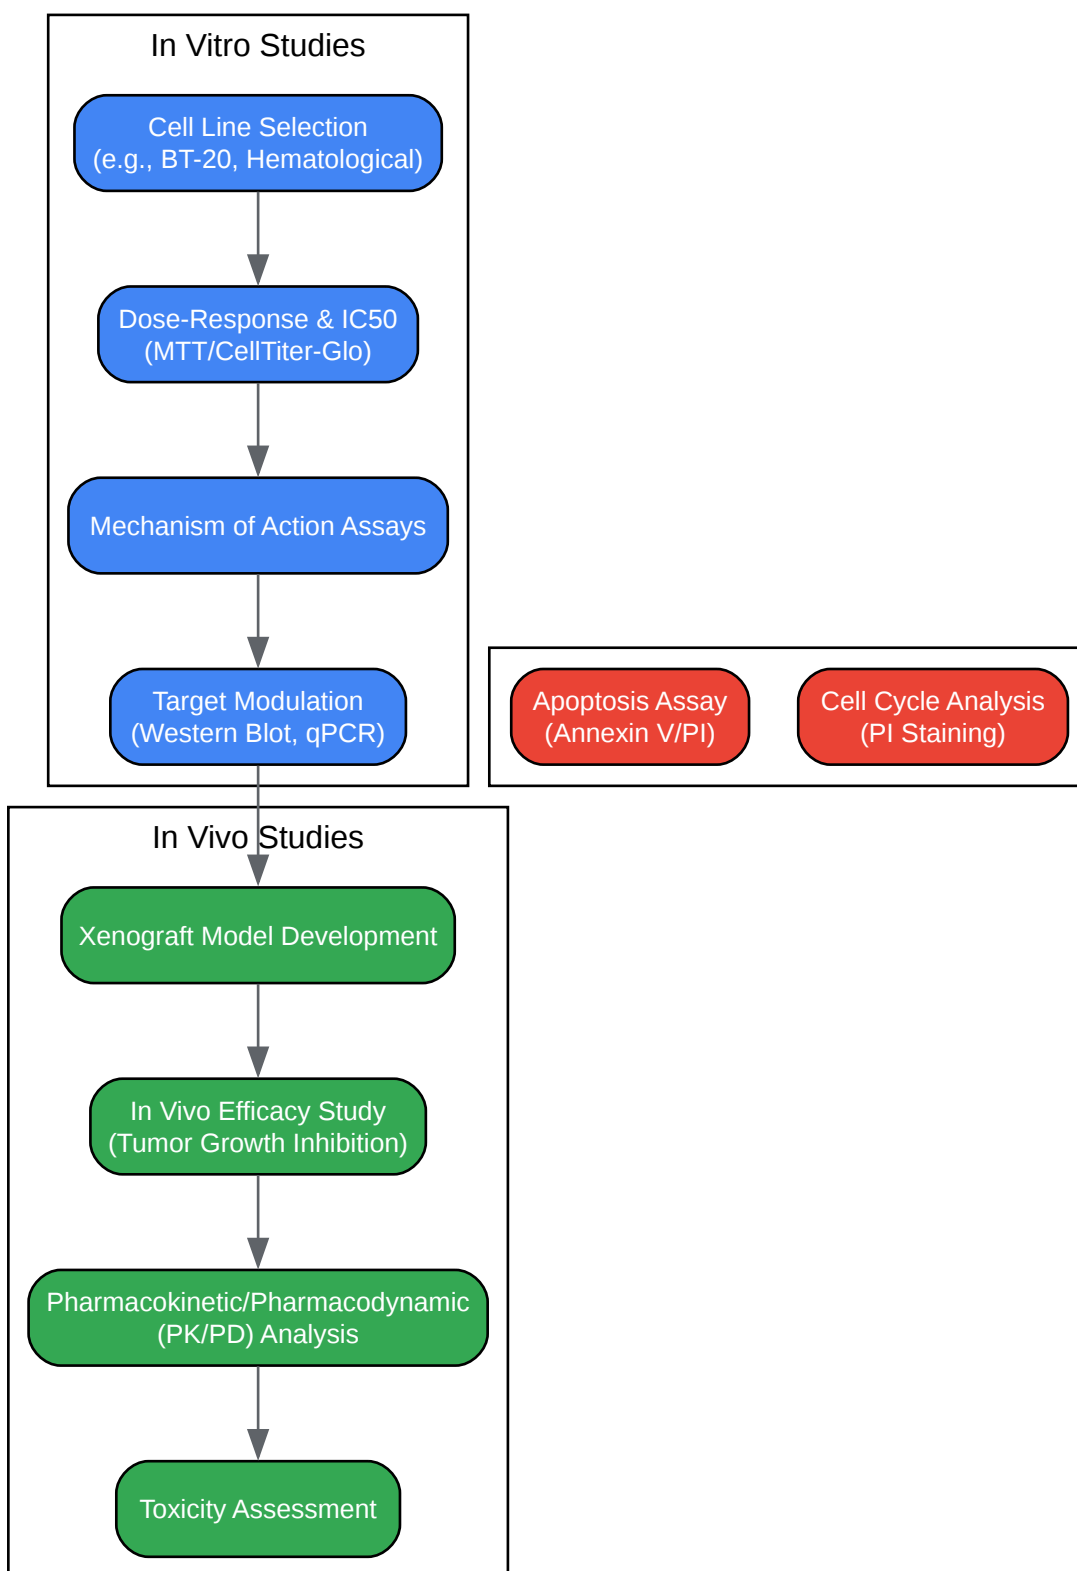 In Vitro Studies
Cell Line Selection
(e.g., BT-20, Hematological)
Dose-Response & IC50
(MTT/CellTiter-Glo)
Mechanism of Action Assays
Target Modulation
(Western Blot, qPCR)
Apoptosis Assay
(Annexin V/PI)
Cell Cycle Analysis
(PI Staining)
In Vivo Studies
Xenograft Model Development
In Vivo Efficacy Study
(Tumor Growth Inhibition)
Pharmacokinetic/Pharmacodynamic
(PK/PD) Analysis
Toxicity Assessment